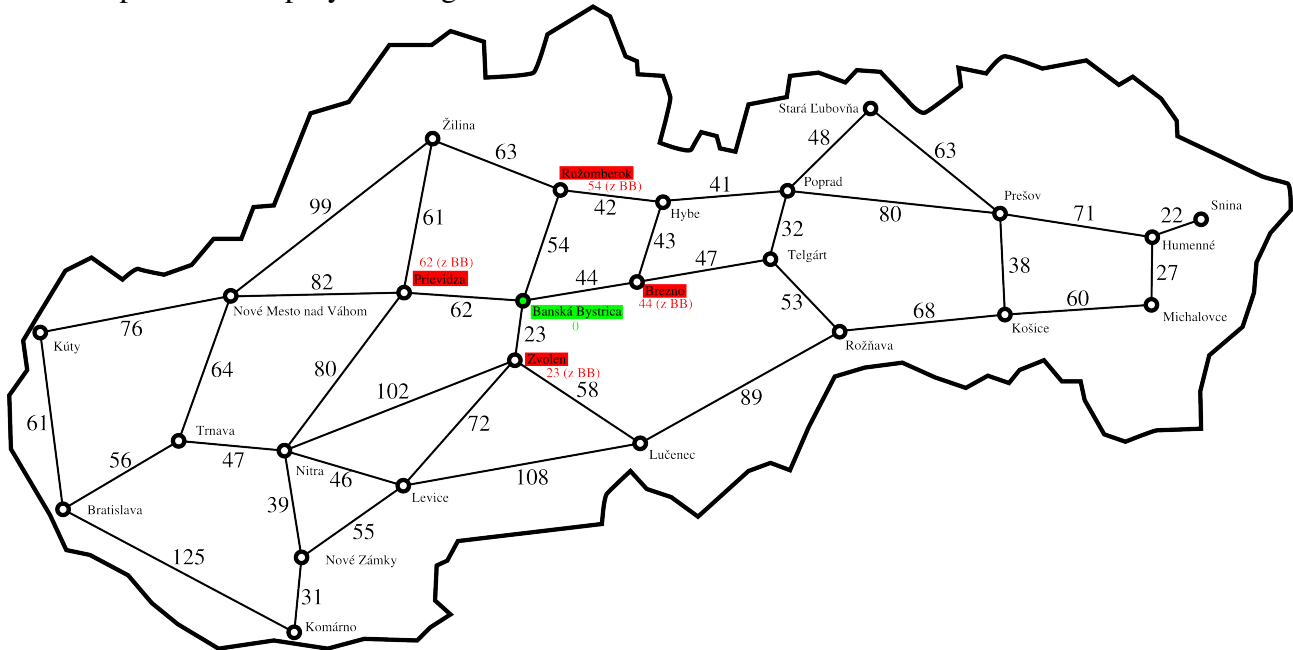 Stará Ľubovňa
Žilina
48
63
63
Ružomberok
54 (z BB)
41
Poprad
99
42
Hybe
80
Prešov
Snina
71
22
61
32
Humenné
54
43
47
Telgárt
62 (z BB)
Prievidza
44
38
27
82
Brezno
44 (z BB)
53
Nové Mesto nad Váhom
62
Banská Bystrica
0
60
Michalovce
76
68
Košice
Kúty
23
Rožňava
Zvolen
23 (z BB)
64
80
102
58
89
61
72
Trnava
56
47
Nitra
46
Lučenec
108
Levice
39
Bratislava
55
125
Nové Zámky
31
Komárno